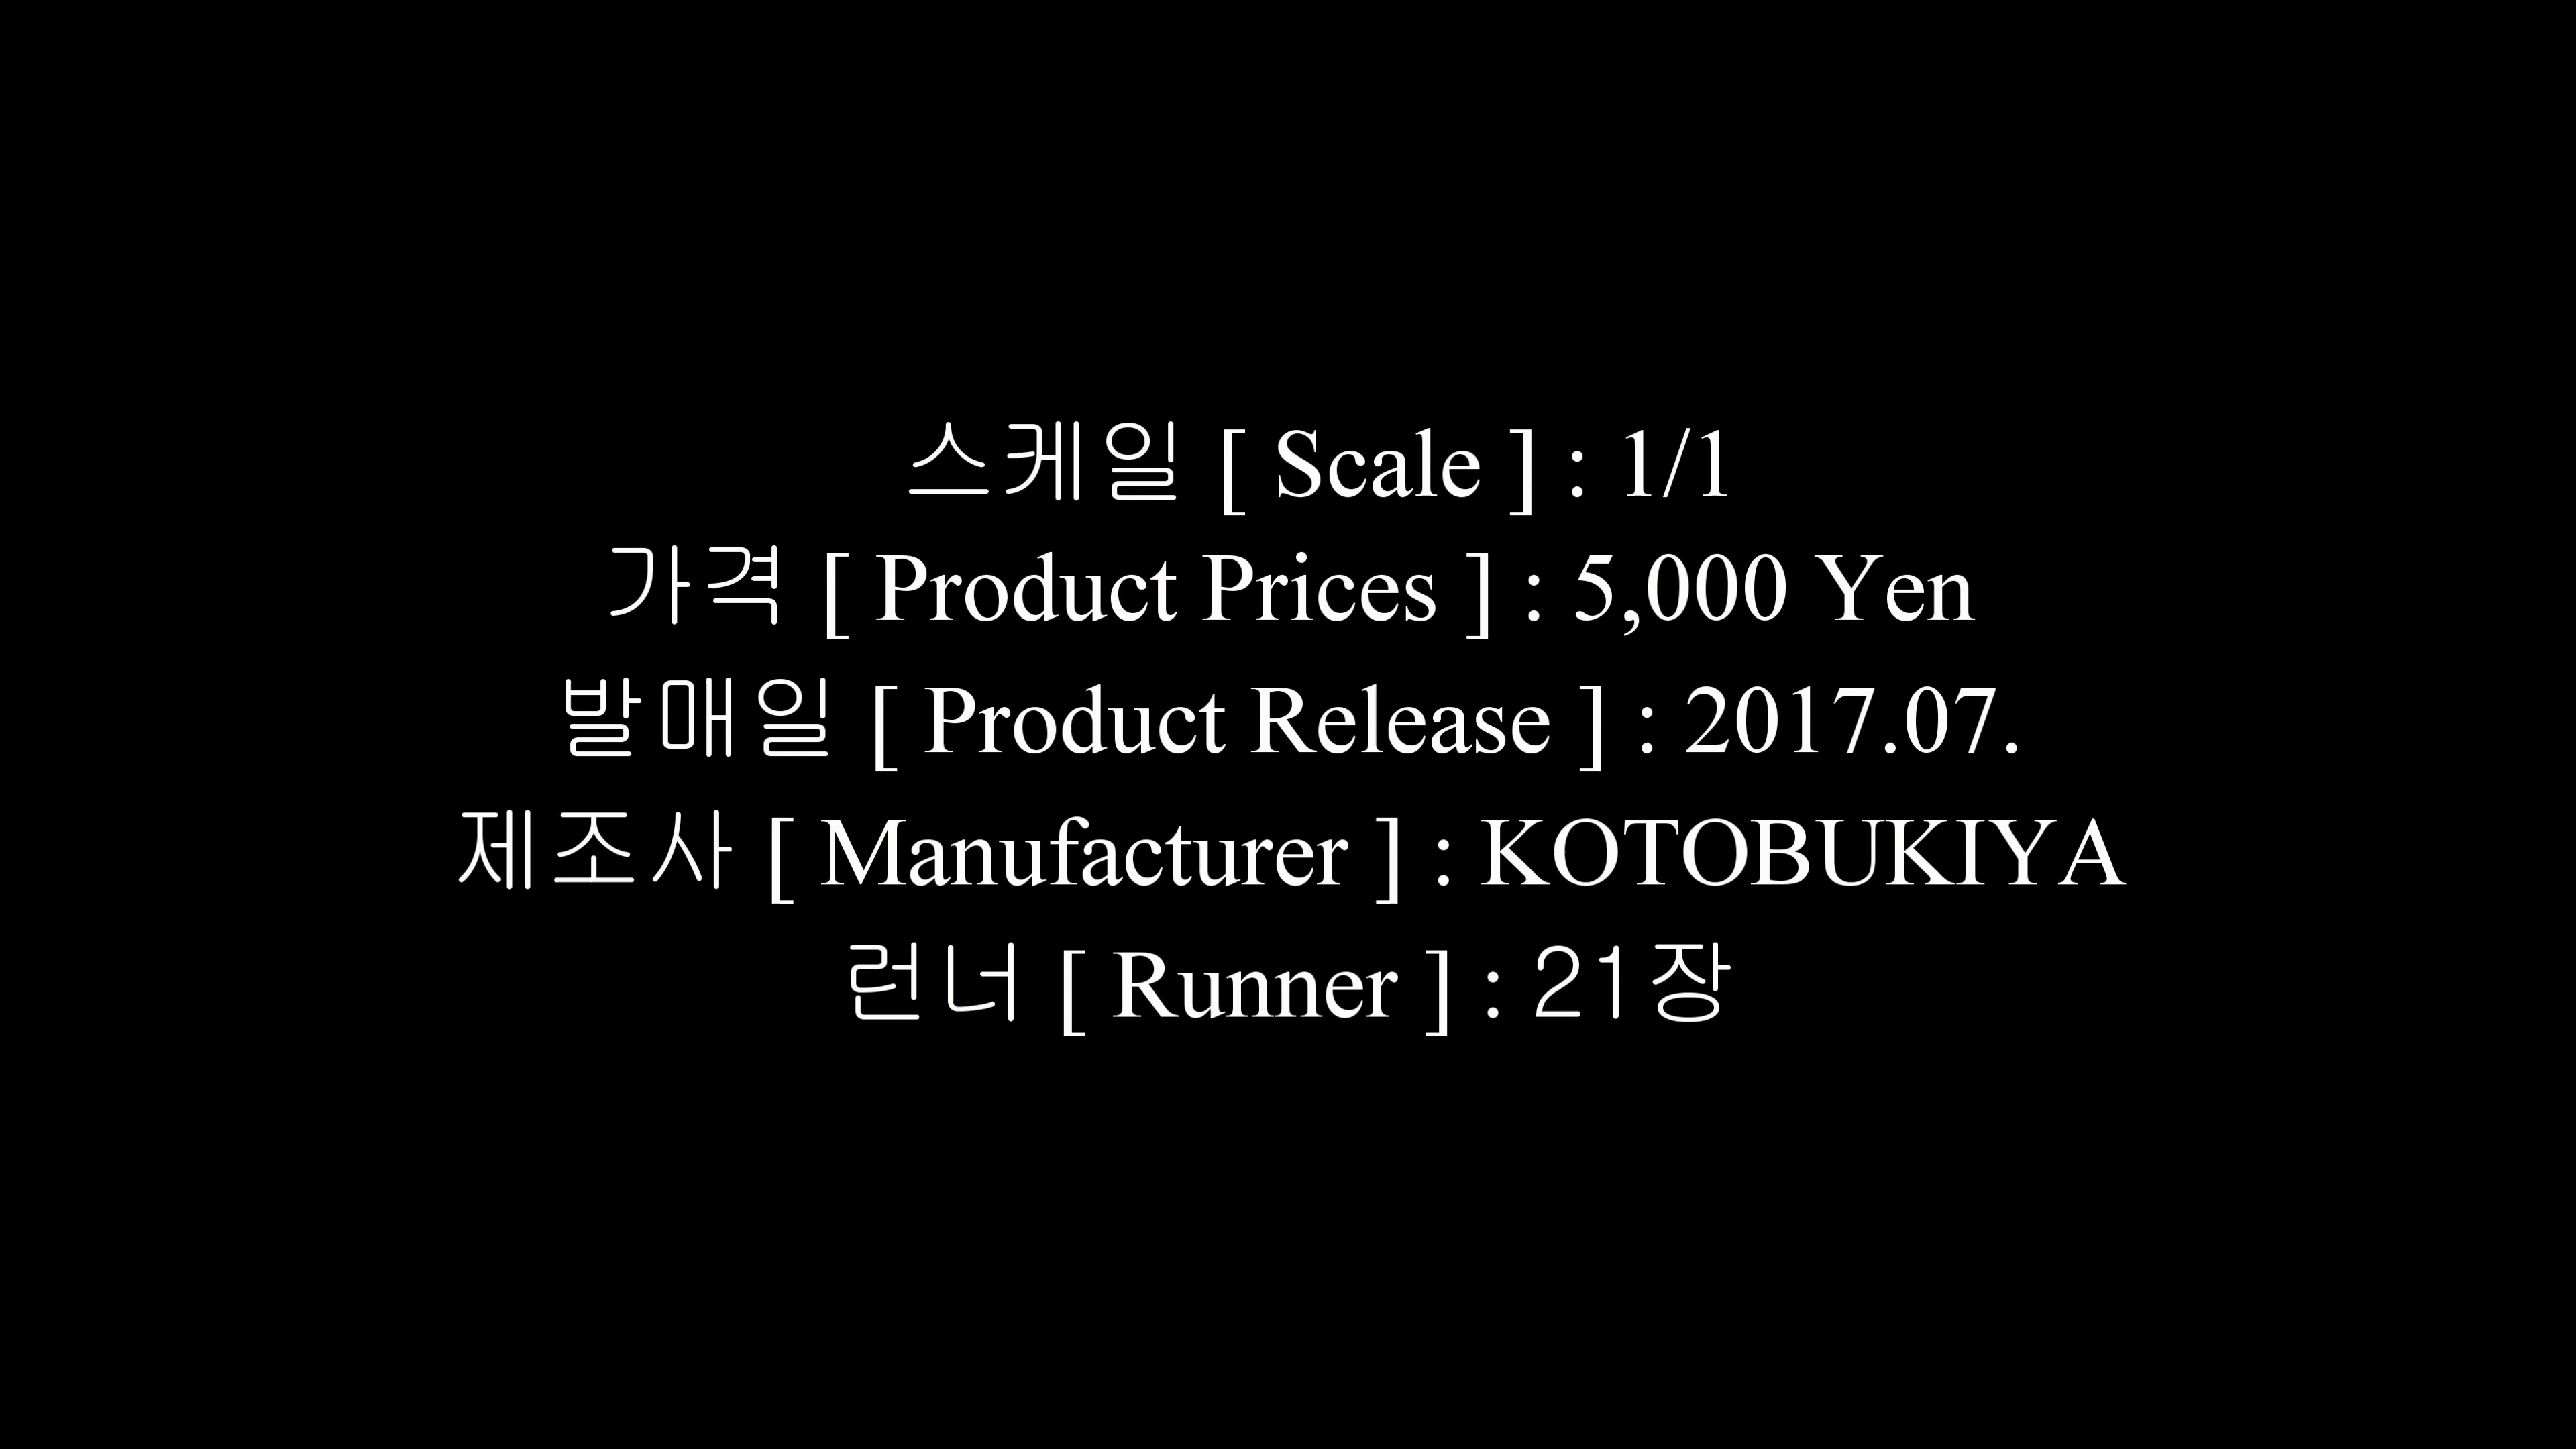 스케일 [ Scale ] : 1/1
가격 [ Product Prices ] : 5,000 Yen
발매일 [ Product Release ] : 2017.07.
제조사 [ Manufacturer ] : KOTOBUKIYA
런너 [ Runner ] : 21장